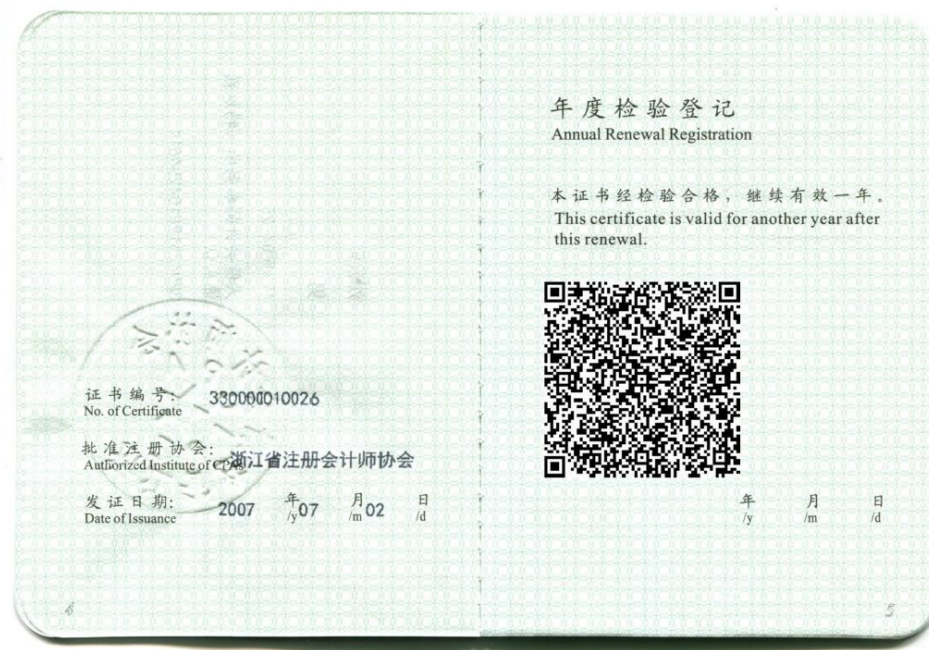 证书编号: 330000010026
No. of Certificate
批准注册协会: 浙江省注册会计师协会
Authorized Institute of CPAs
发证日期: 2007 年 07 月 02 日
Date of Issuance /y /m /d
4
年度检验登记
Annual Renewal Registration
本证书经检验合格，继续有效一年。
This certificate is valid for another year after
this renewal.
年 月 日
/y /m /d
5